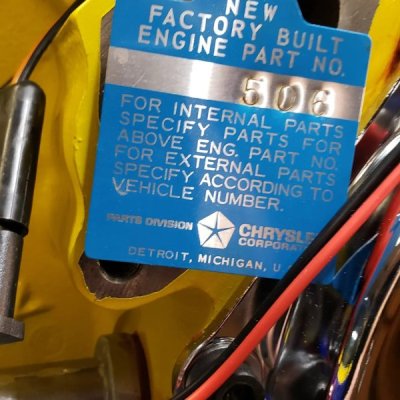 NEW
FACTORY BUILT
ENGINE PART NO.
506
FOR INTERNAL PARTS
SPECIFY PARTS FOR
ABOVE ENG. PART NO.
FOR EXTERNAL PARTS
SPECIFY ACCORDING TO
VEHICLE NUMBER.
PARTS DIVISION
CHRYSLER
CORPORATION
DETROIT, MICHIGAN, U